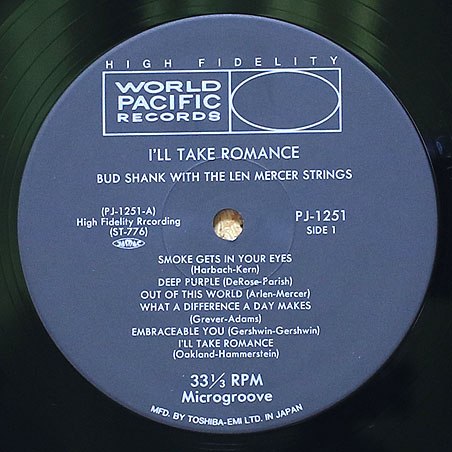 HIGH FIDELITY
WORLD
PACIFIC
RECORDS
I'LL TAKE ROMANCE
BUD SHANK WITH THE LEN MERCER STRINGS
(PJ-1251-A)
High Fidelity Rrcording
(ST-776)
PJ-1251
SIDE 1
SMOKE GETS IN YOUR EYES
(Harbach-Kern)
DEEP PURPLE (DeRose-Parish)
OUT OF THIS WORLD (Arlen-Mercer)
WHAT A DIFFERENCE A DAY MAKES
(Grever-Adams)
EMBRACEABLE YOU (Gershwin-Gershwin)
I'LL TAKE ROMANCE
(Oakland-Hammerstein)
33⅓ RPM
Microgroove
MFD. BY TOSHIBA-EMI LTD. IN JAPAN